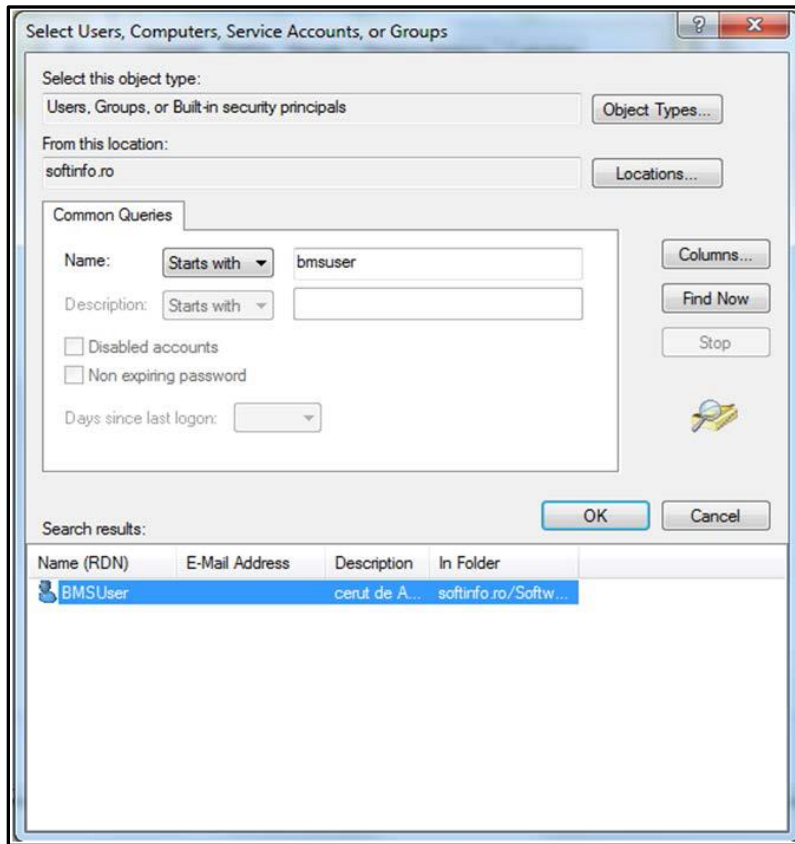 Select Users, Computers, Service Accounts, or Groups
Select this object type:
Users, Groups, or Built-in security principals
Object Types...
From this location:
softinfo.ro
Locations...
Common Queries
Name: Starts with bmsuser
Columns...
Description: Starts with
Find Now
Disabled accounts
Stop
Non expiring password
Days since last logon:
OK Cancel
Search results:
Name (RDN) E-Mail Address Description In Folder
BMSUser cerut de A... softinfo.ro/Softw...